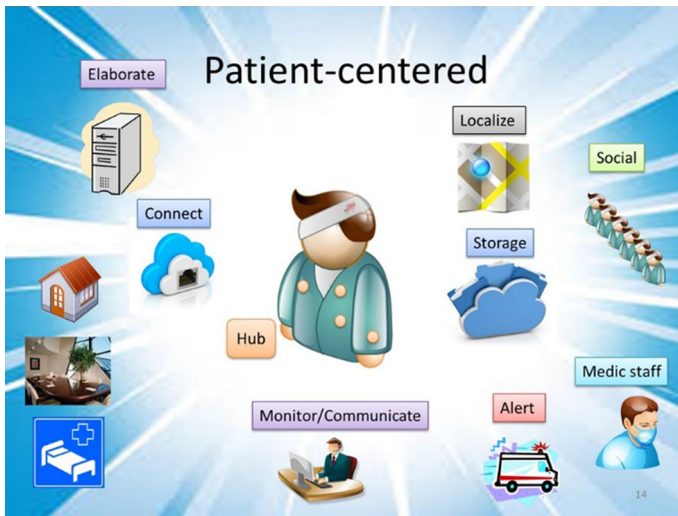 Patient-centered
Elaborate
Localize
Social
Connect
Storage
Hub
Medic staff
Monitor/Communicate
Alert
14